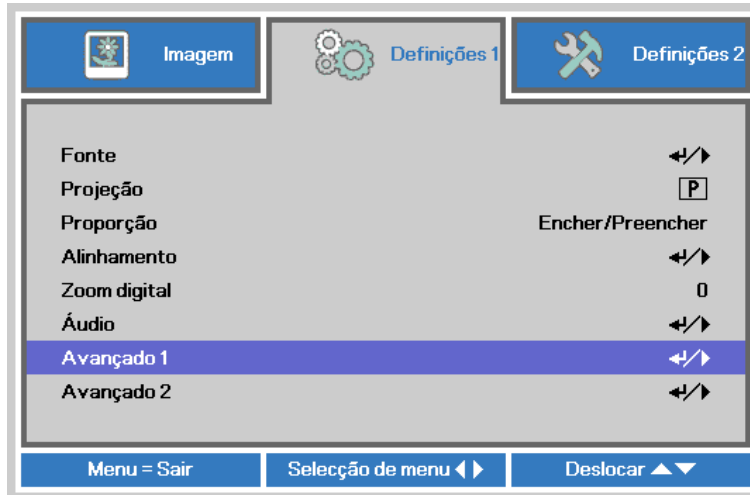 Imagem Definições 1 Definições 2
Fonte
Projeção P
Proporção Encher/Preencher
Alinhamento
Zoom digital 0
Áudio
Avançado 1
Avançado 2
Menu = Sair Selecção de menu Deslocar